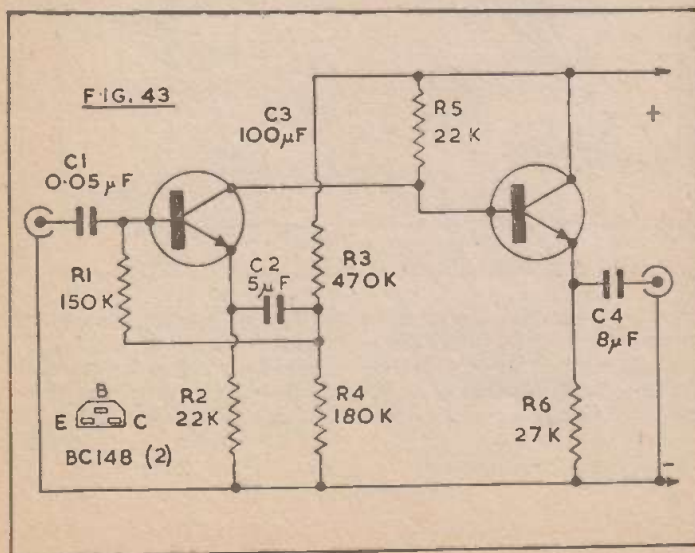 FIG. 43
C1
0·05µF
R1
150K
C2
5µF
C3
100µF
R3
470K
R5
22K
+
R2
22K
R4
180K
C4
8µF
R6
27K
-
B
E C
BC148 (2)